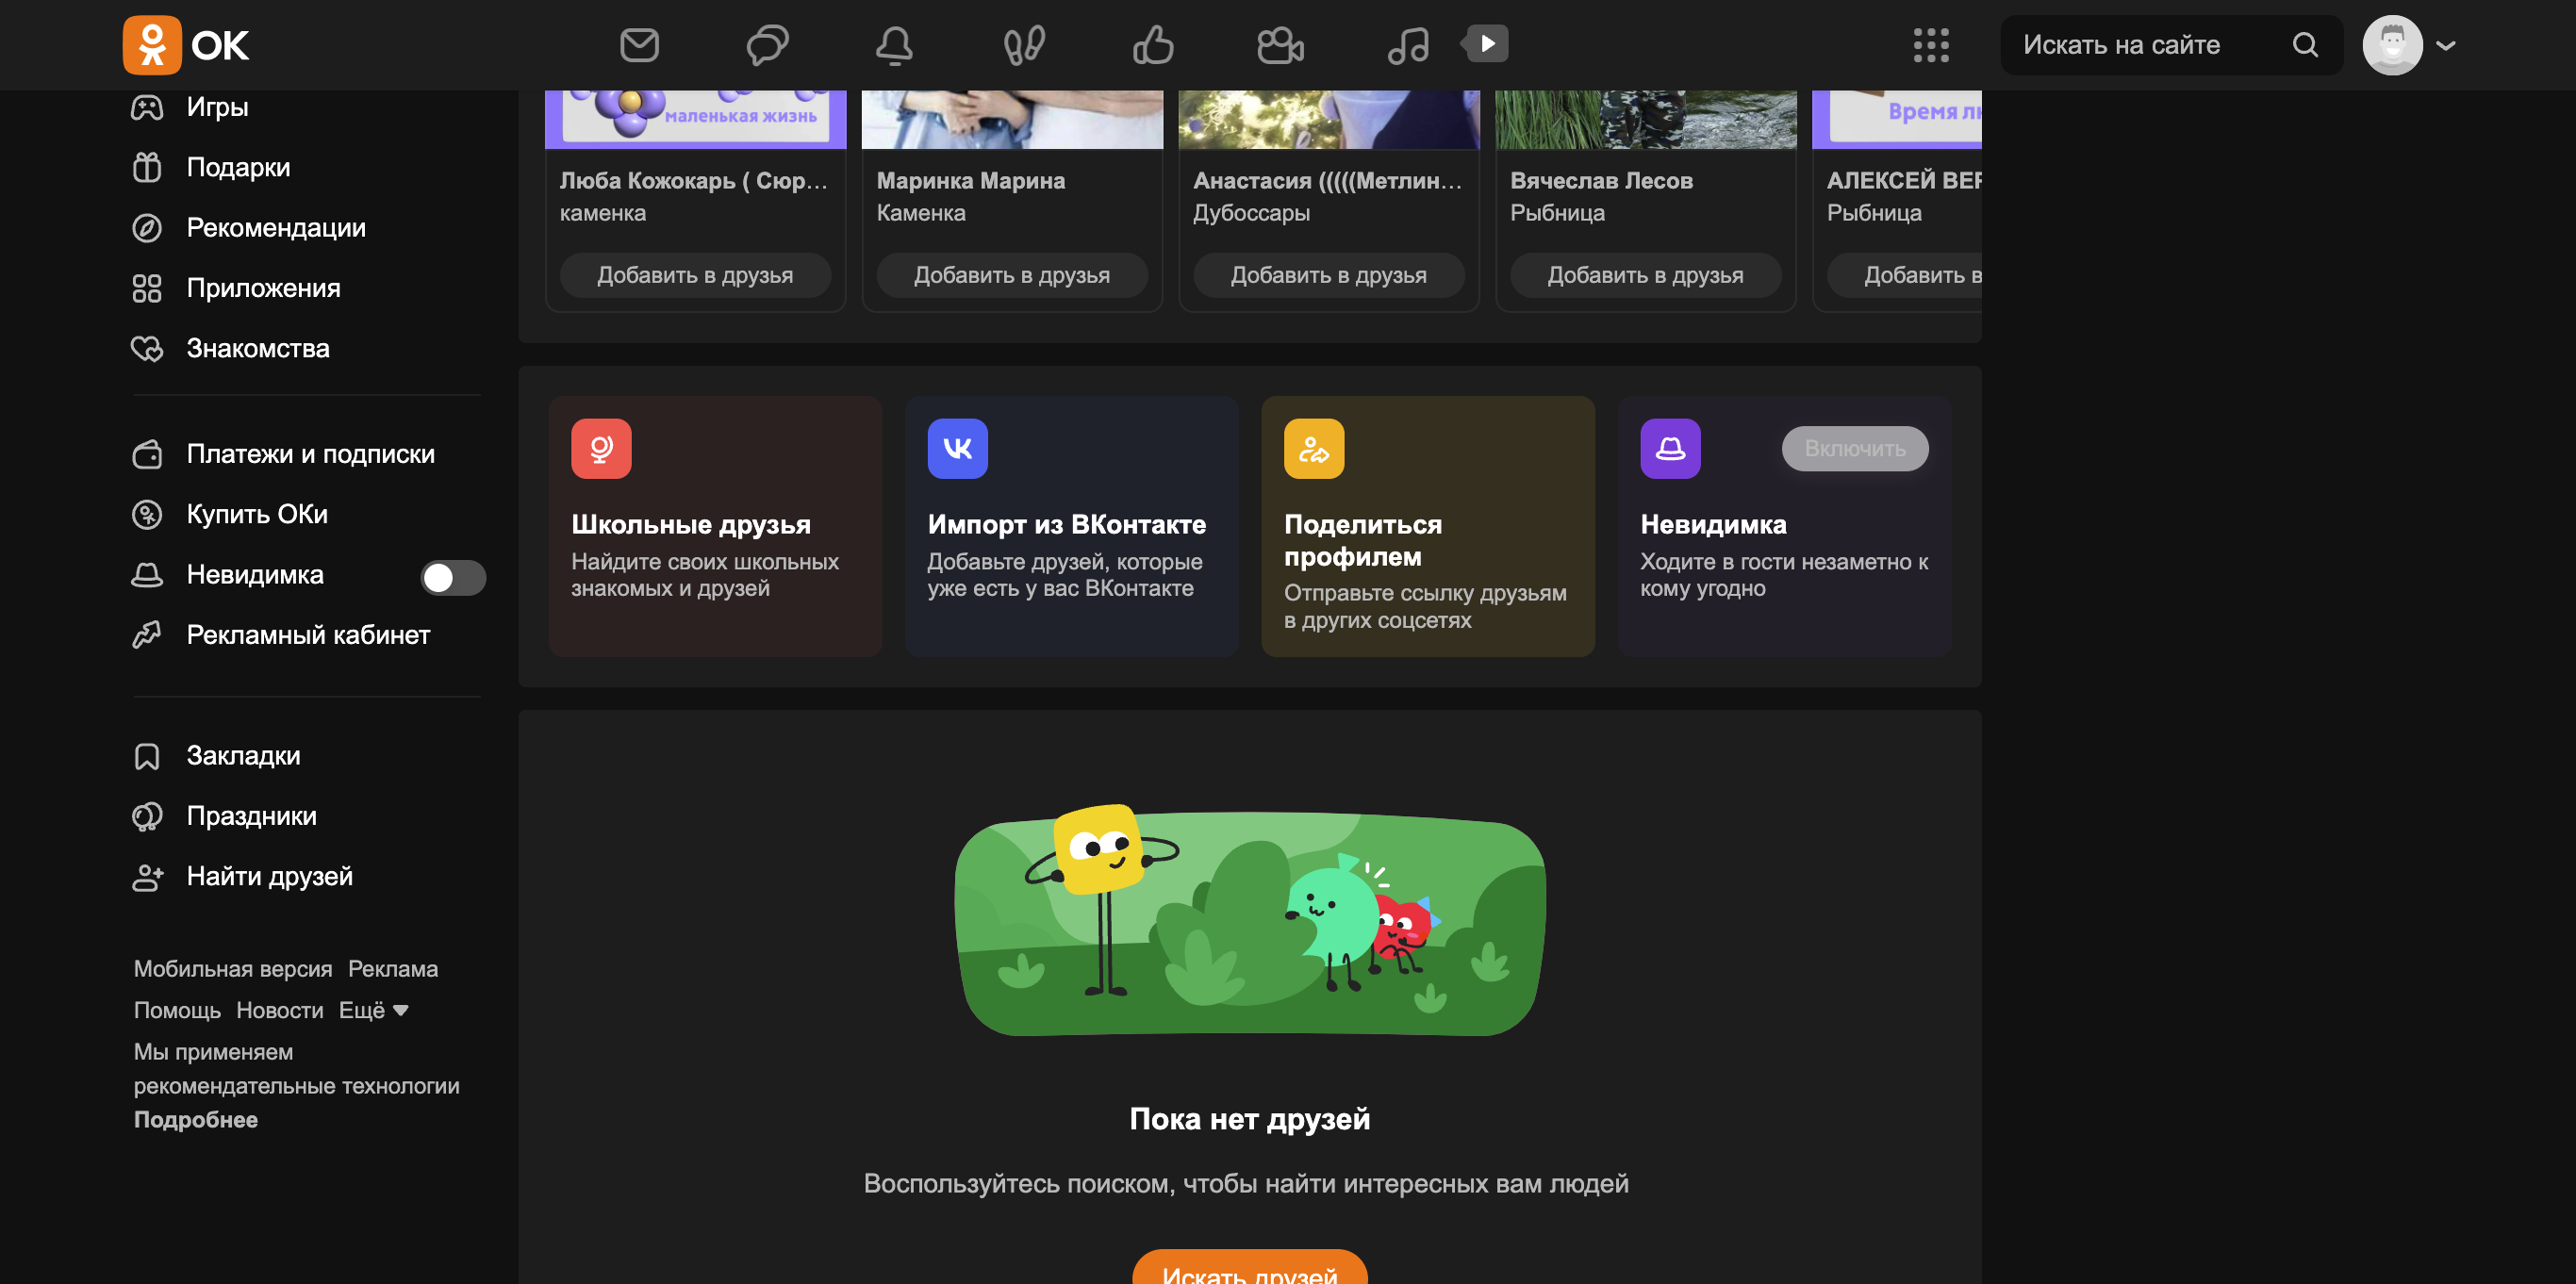 ОК
Искать на сайте
Игры
Подарки
Рекомендации
Приложения
Знакомства
Платежи и подписки
Купить ОКи
Невидимка
Рекламный кабинет
Закладки
Праздники
Найти друзей
Мобильная версия Реклама
Помощь Новости Ещё
Мы применяем
рекомендательные технологии
Подробнее
маленькая жизнь
Люба Кожокарь ( Сюр...
каменка
Добавить в друзья
Маринка Марина
Каменка
Добавить в друзья
Анастасия (((((Метлин...
Дубоссары
Добавить в друзья
Вячеслав Лесов
Рыбница
Добавить в друзья
Время
АЛЕКСЕЙ
Рыбница
Добавить в
Школьные друзья
Найдите своих школьных
знакомых и друзей
VK
Импорт из ВКонтакте
Добавьте друзей, которые
уже есть у вас ВКонтакте
Поделиться
профилем
Отправьте ссылку друзьям
в других соцсетях
Включить
Невидимка
Ходите в гости незаметно к
кому угодно
Пока нет друзей
Воспользуйтесь поиском, чтобы найти интересных вам людей
Искать друзей